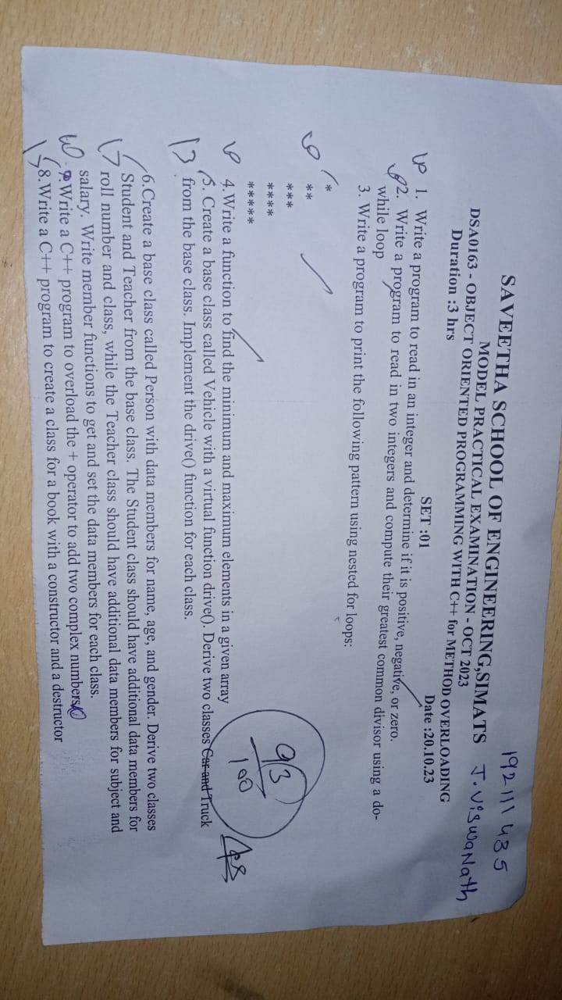 192111485
J. Viswanath
SAVEETHA SCHOOL OF ENGINEERING,SIMATS
MODEL PRACTICAL EXAMINATION - OCT 2023
DSA0163 - OBJECT ORIENTED PROGRAMMING WITH C++ for METHOD OVERLOADING
Duration :3 hrs
SET :01
Date :20.10.23
1. Write a program to read in an integer and determine if it is positive, negative, or zero.
2. Write a program to read in two integers and compute their greatest common divisor using a do-
while loop
3. Write a program to print the following pattern using nested for loops:
*
**
***
****
*****
4.Write a function to find the minimum and maximum elements in a given array
5. Create a base class called Vehicle with a virtual function drive(). Derive two classes Car and Truck
from the base class. Implement the drive() function for each class.
6.Create a base class called Person with data members for name, age, and gender. Derive two classes
Student and Teacher from the base class. The Student class should have additional data members for
roll number and class, while the Teacher class should have additional data members for subject and
salary. Write member functions to get and set the data members for each class.
Write a C++ program to overload the + operator to add two complex numbers
8.Write a C++ program to create a class for a book with a constructor and a destructor
93
100
13